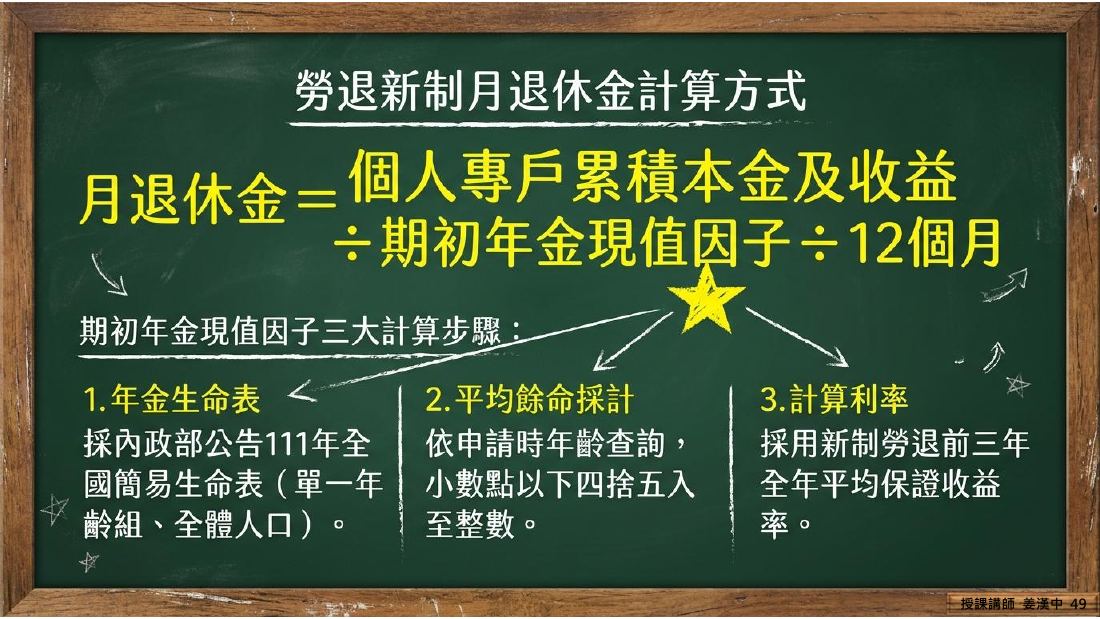 勞退新制月退休金計算方式
月退休金＝個人專戶累積本金及收益
÷期初年金現值因子÷12個月
期初年金現值因子三大計算步驟：
1.年金生命表
採內政部公告111年全
國簡易生命表（單一年
齡組、全體人口）。
2.平均餘命採計
依申請時年齡查詢，
小數點以下四捨五入
至整數。
3.計算利率
採用新制勞退前三年
全年平均保證收益
率。
授課講師 姜漢中 49